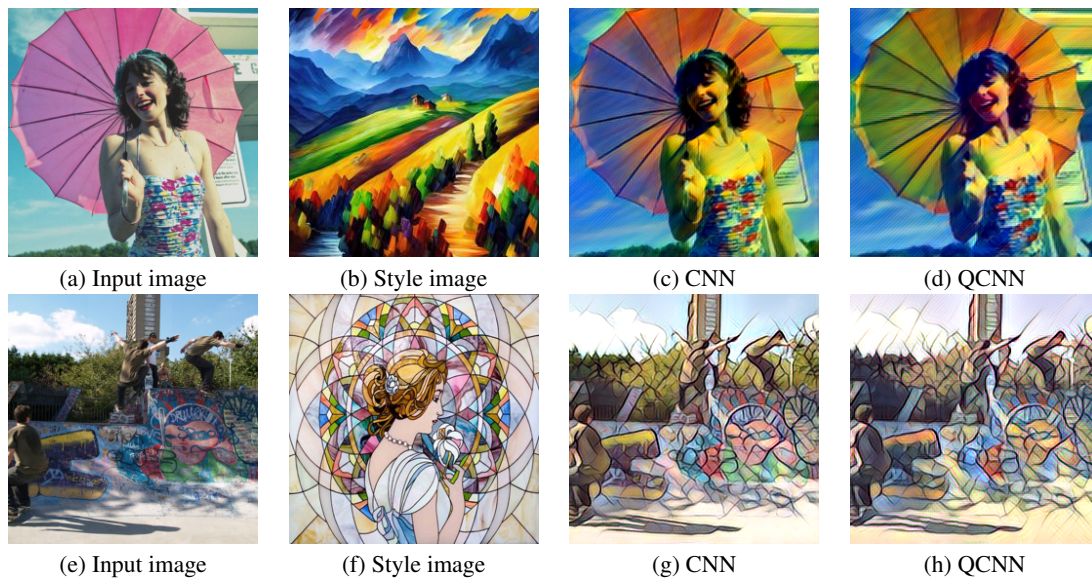 (a) Input image
(b) Style image
(c) CNN
(d) QCNN
(e) Input image
(f) Style image
(g) CNN
(h) QCNN